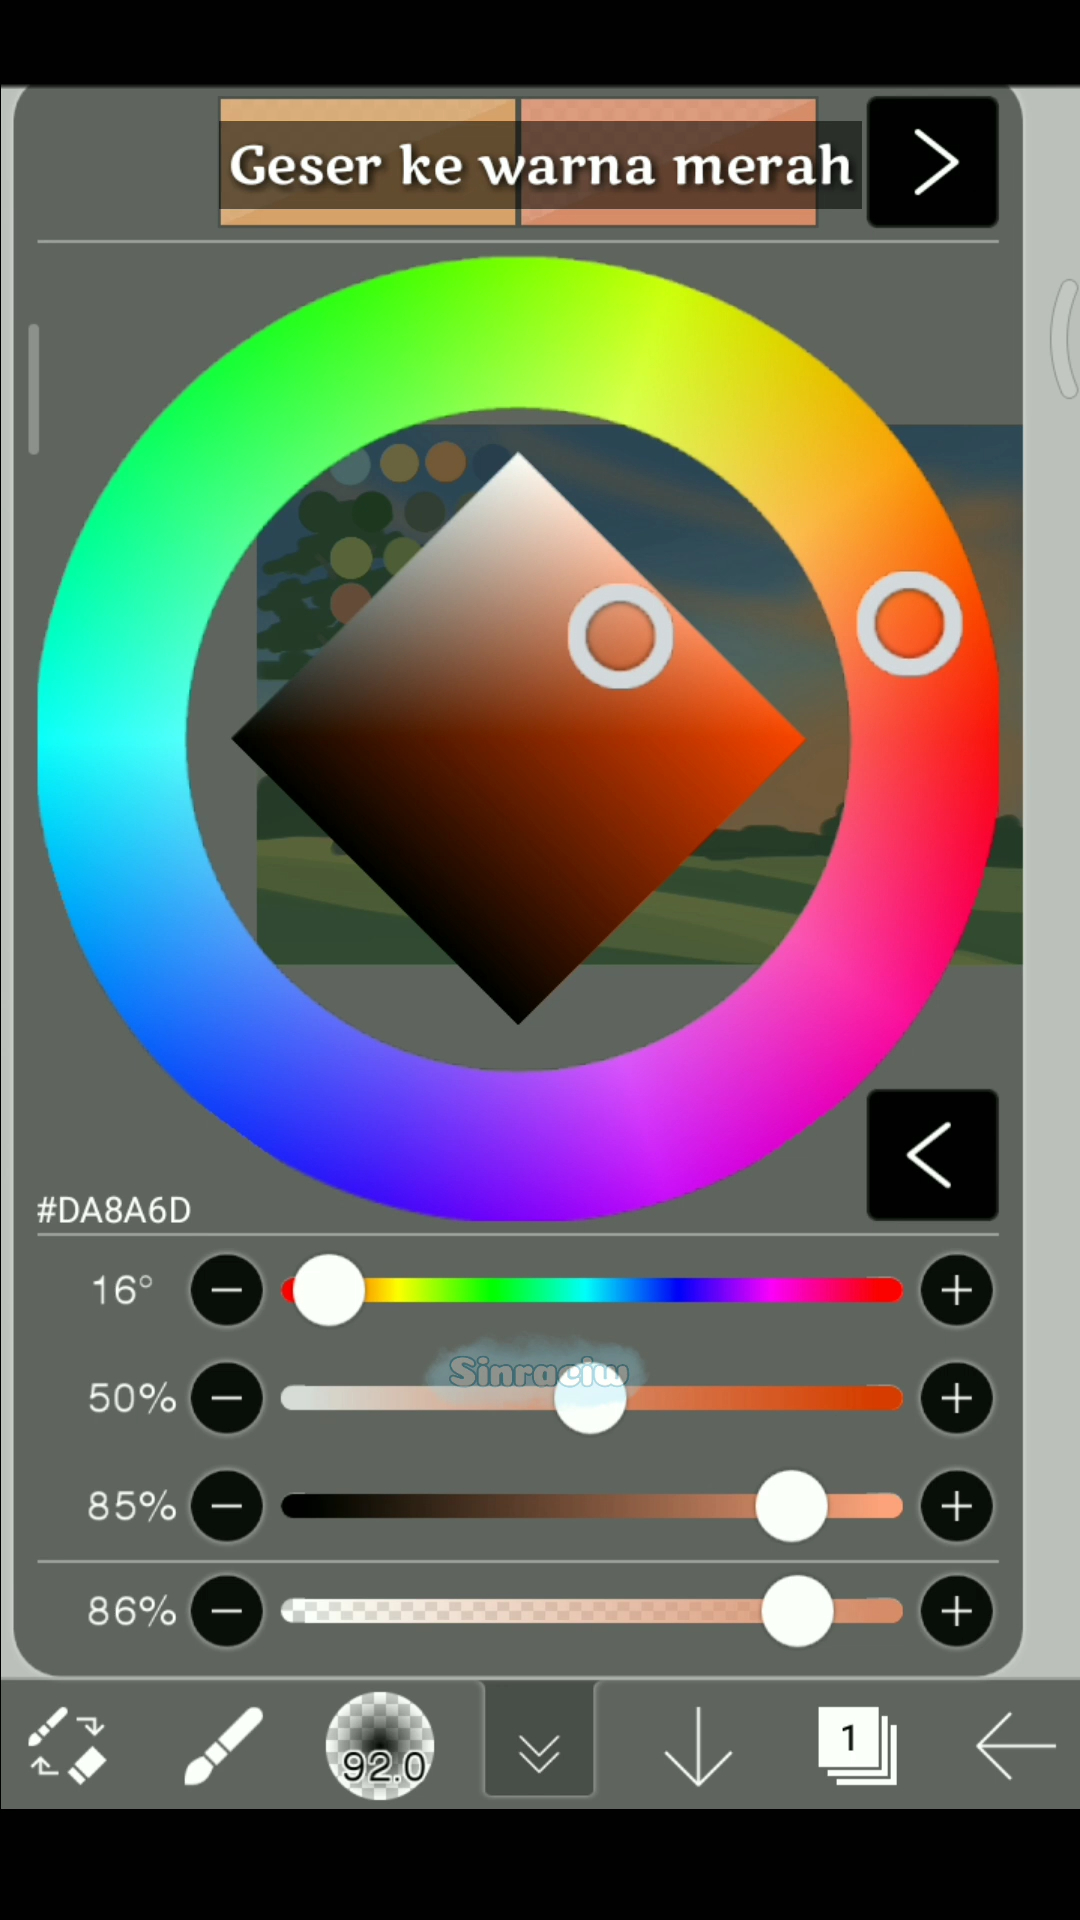 Geser ke warna merah
#DA8A6D
16°
Sinraciw
50%
85%
86%
92.0
1